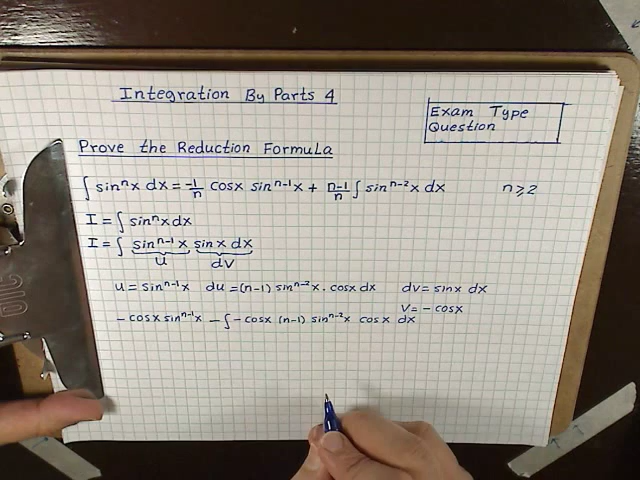 Integration By Parts 4
Exam Type
Question
Prove the Reduction Formula
∫ sinⁿx dx = -1/n cosx sinⁿ⁻¹x + n-1/n ∫ sinⁿ⁻²x dx n ≥ 2
I = ∫ sinⁿx dx
I = ∫ sinⁿ⁻¹x sinx dx
u dv
u = sinⁿ⁻¹x du = (n-1) sinⁿ⁻²x . cosx dx dv = sinx dx
v = - cosx
- cosx sinⁿ⁻¹x - ∫ - cosx (n-1) sinⁿ⁻²x cosx dx